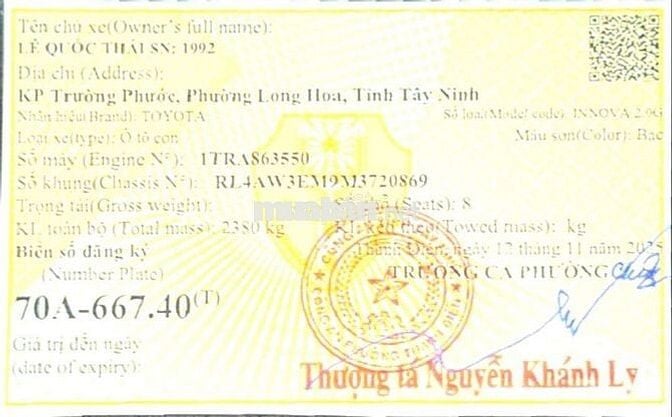 Tên chủ xe(Owner's full name):
LÊ QUỐC THÁI SN: 1992
Địa chỉ (Address):
KP Trường Phước, Phường Long Hoa, Tỉnh Tây Ninh
Nhãn hiệu(Brand): TOYOTA Số loại(Model code): INNOVA 2.0G
Loại xe(type): Ô tô con Màu sơn(Color): Bạc
Số máy (Engine N°): 1TRA863550
Số khung(Chassis N°): RL4AW3EM9M3720869
Trọng tải(Gross weight): Số chỗ (Seats): 8
KL toàn bộ (Total mass): 2380 kg KL kéo theo(Towed mass): kg
Biển số đăng ký Thanh Điền, ngày 12 tháng 11 năm 2025
(Number Plate) TRƯỞNG CA PHƯỜNG
70A-667.40(T)
Giá trị đến ngày
(date of expiry):
Thượng tá Nguyễn Khánh Ly